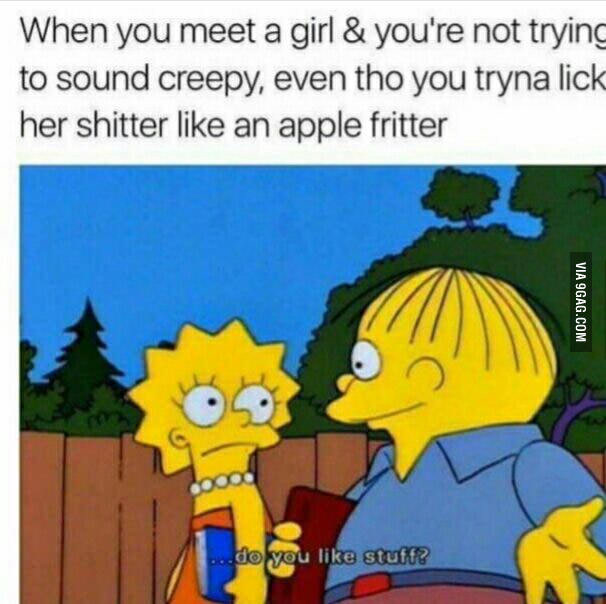 When you meet a girl & you're not trying
to sound creepy, even tho you tryna lick
her shitter like an apple fritter
VIA 9GAG.COM
...do you like stuff?